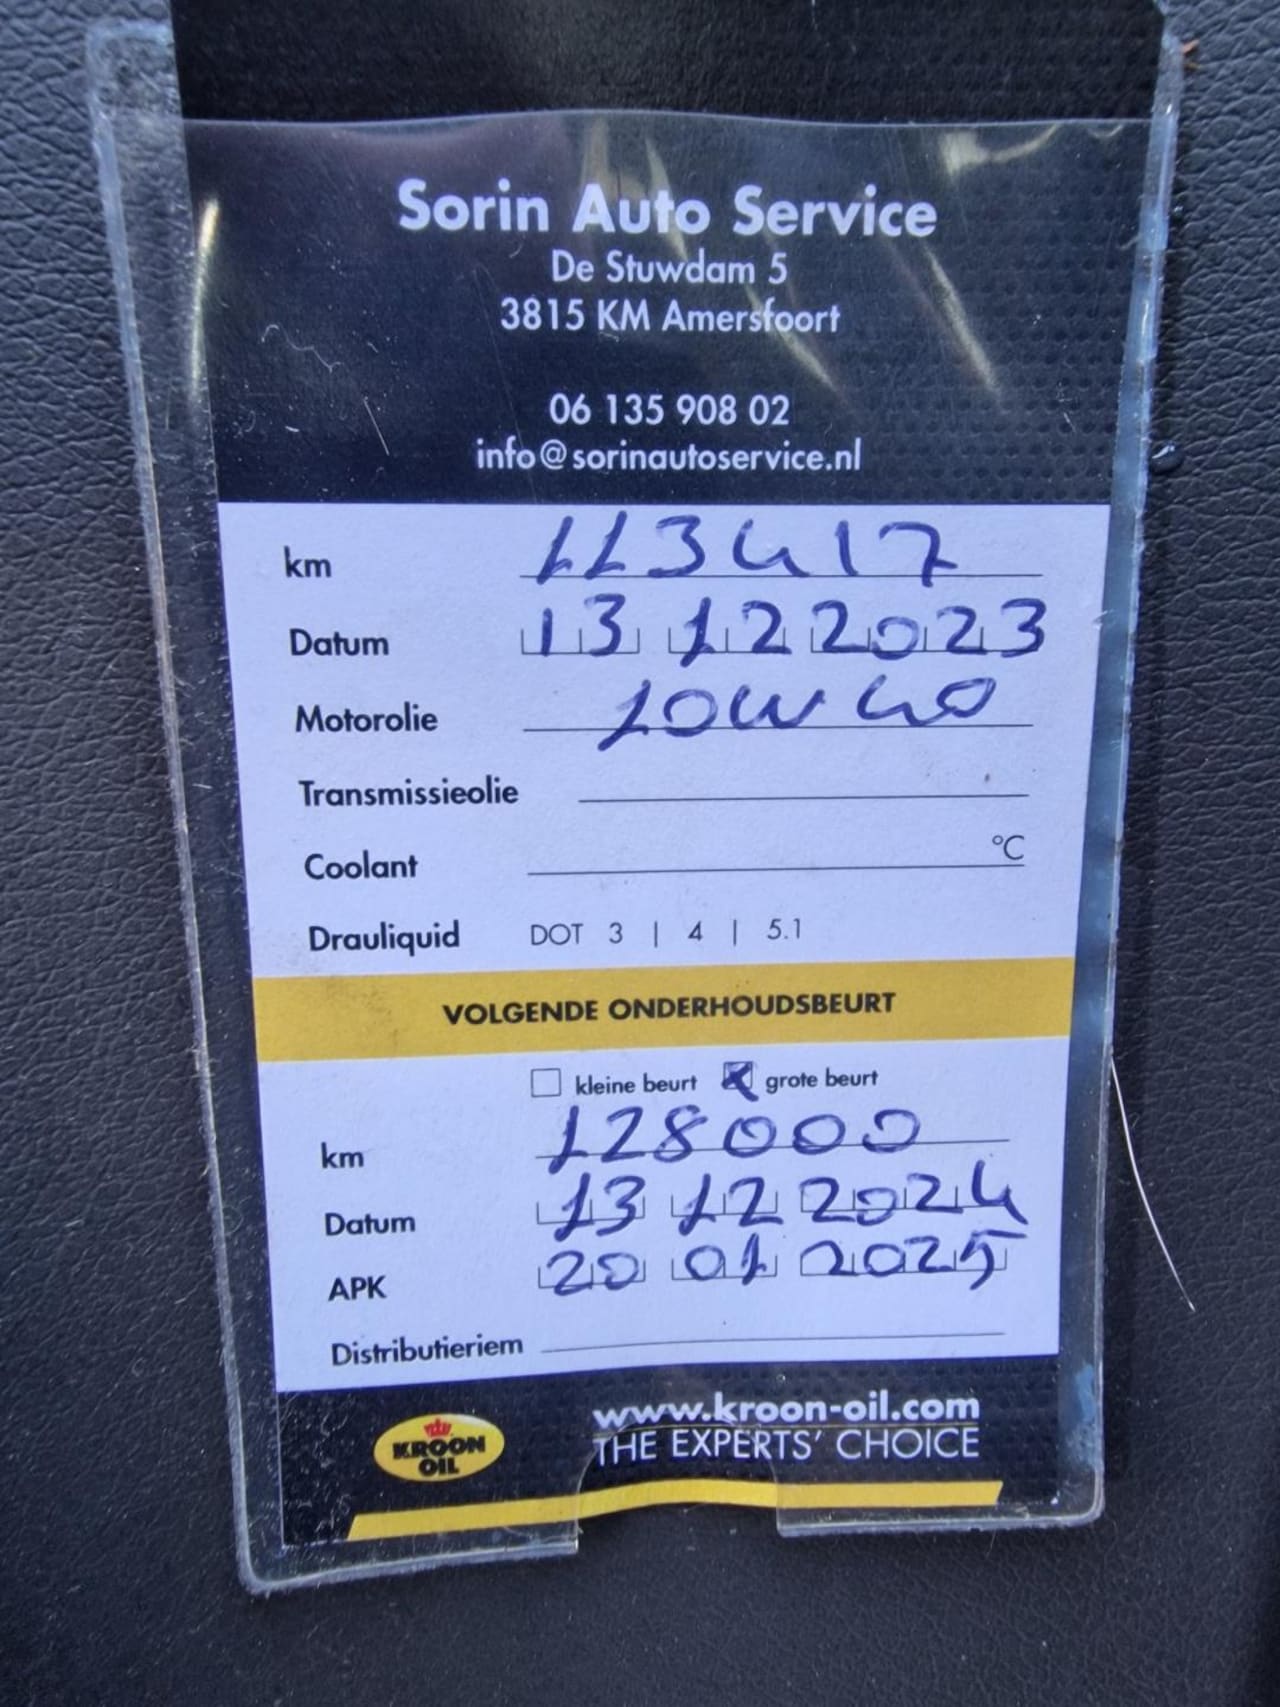 Sorin Auto Service
De Stuwdam 5
3815 KM Amersfoort
06 135 908 02
info@sorinautoservice.nl
km 113417
Datum 13 12 2023
Motorolie 10W40
Transmissieolie
Coolant °C
Drauliquid DOT 3 | 4 | 5.1
VOLGENDE ONDERHOUDSBEURT
kleine beurt grote beurt
km 128000
Datum 13 12 2024
APK 20 01 2025
Distributieriem
www.kroon-oil.com
THE EXPERTS' CHOICE
KROON
OIL